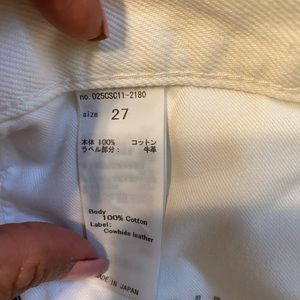 no. 025CSC11-2180
size 27
本体 100% コットン
ラベル部分: 牛革
Body
100% Cotton
Label:
Cowhide leather
MADE IN JAPAN